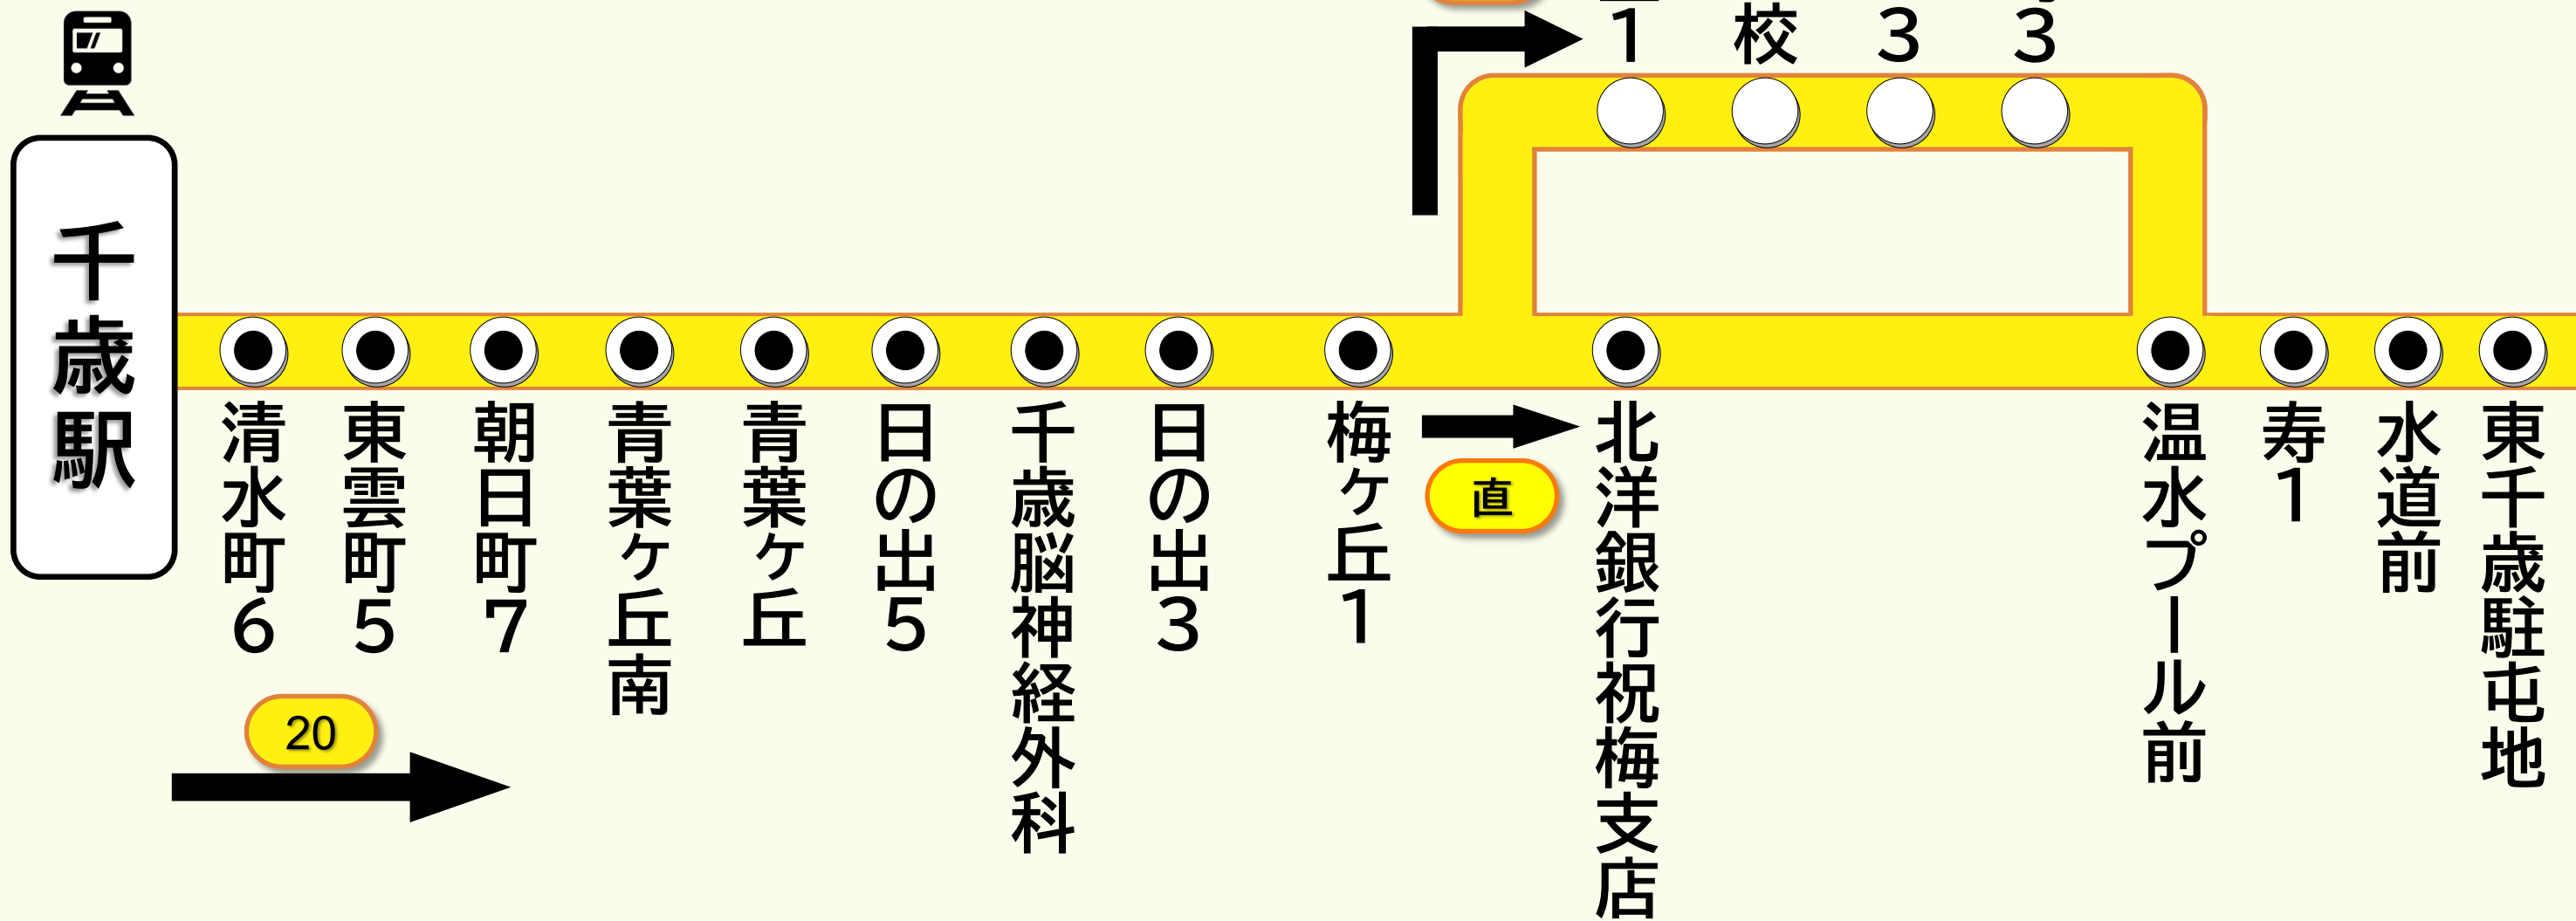 千歳駅
1
校
3
3
清水町6
東雲町5
朝日町7
青葉ヶ丘南
青葉ヶ丘
日の出5
千歳脳神経外科
日の出3
梅ヶ丘1
直
北洋銀行祝梅支店
温水プール前
寿1
水道前
東千歳駐屯地
20